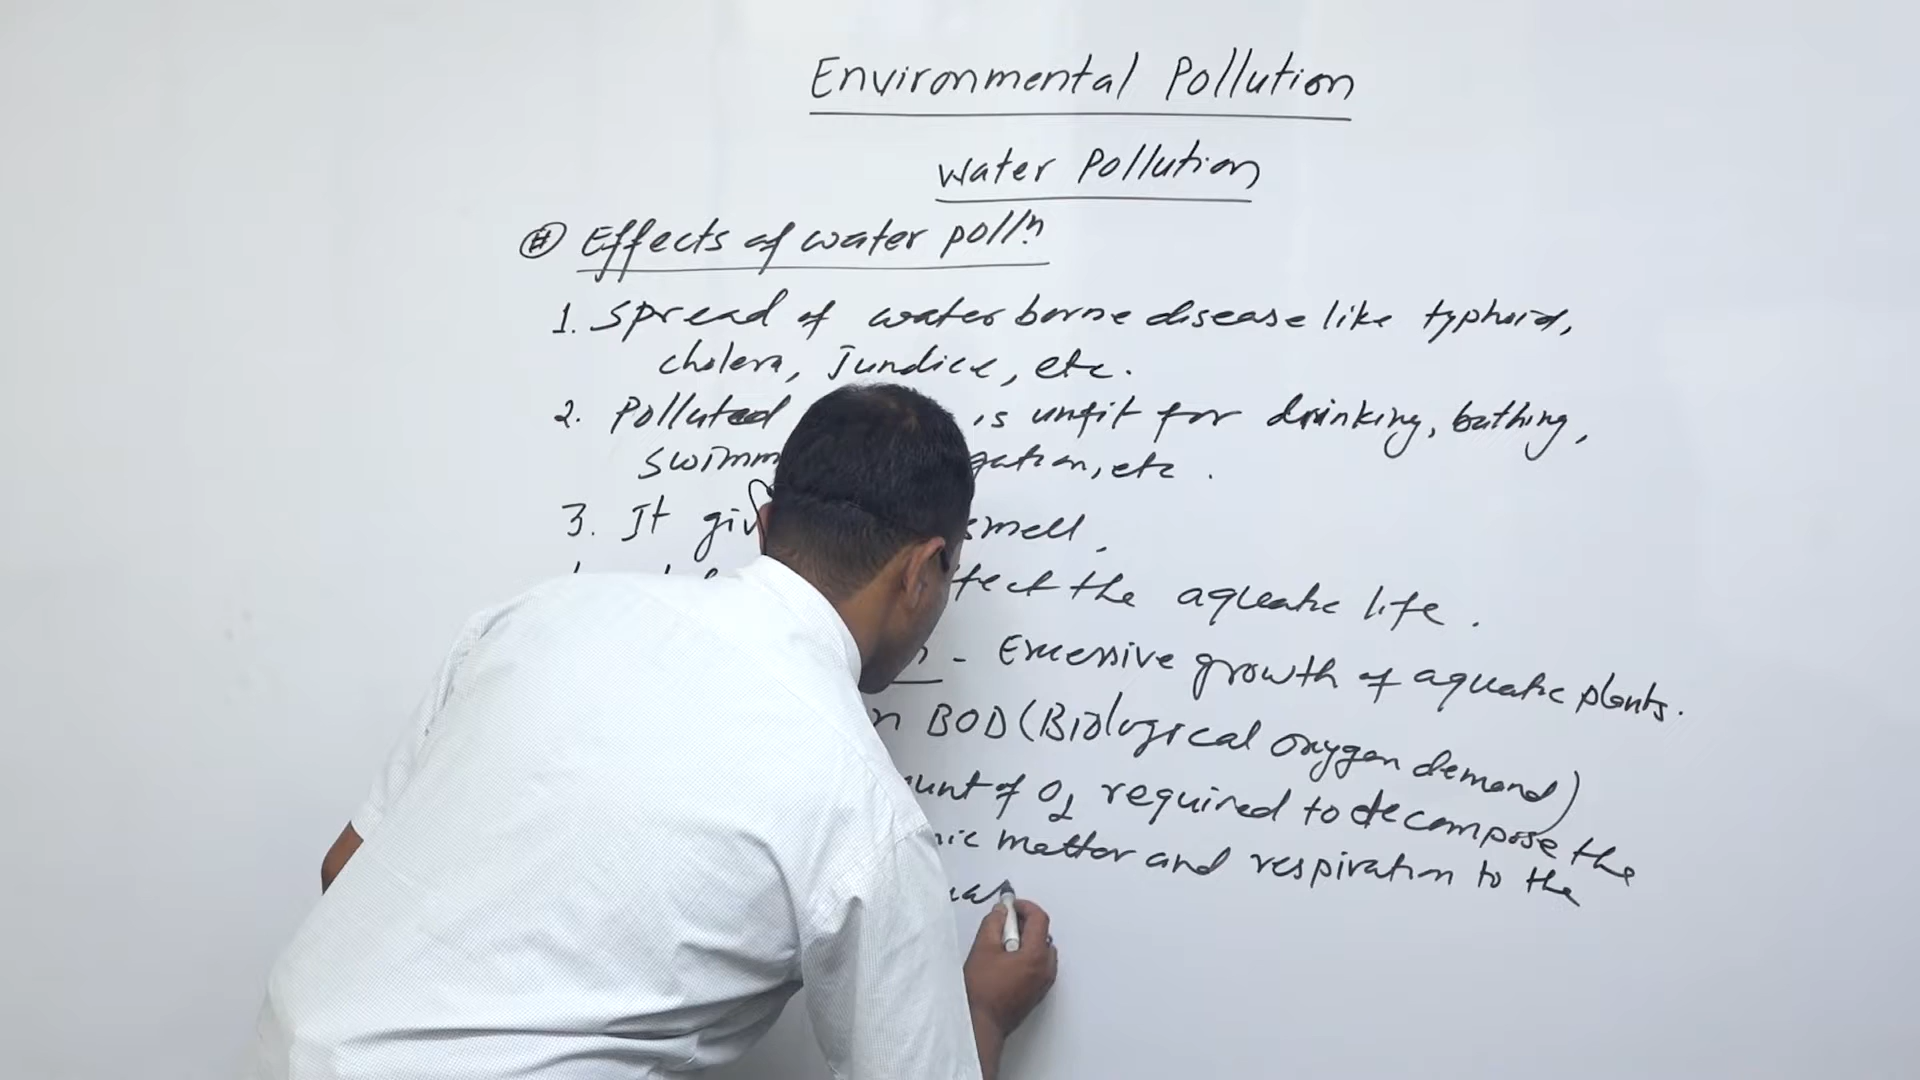 Environmental Pollution
Water Pollution
# Effects of water polln
1. Spread of water borne disease like typhoid,
cholera, Jundice, etc.
2. Polluted is unfit for drinking, bathing,
swimm gation, etc.
3. It giv smell.
ffect the aquatic life.
n - Excessive growth of aquatic plants.
n BOD (Biological oxygen demand)
unt of O2 required to decompose the
nic matter and respiration to the
ua